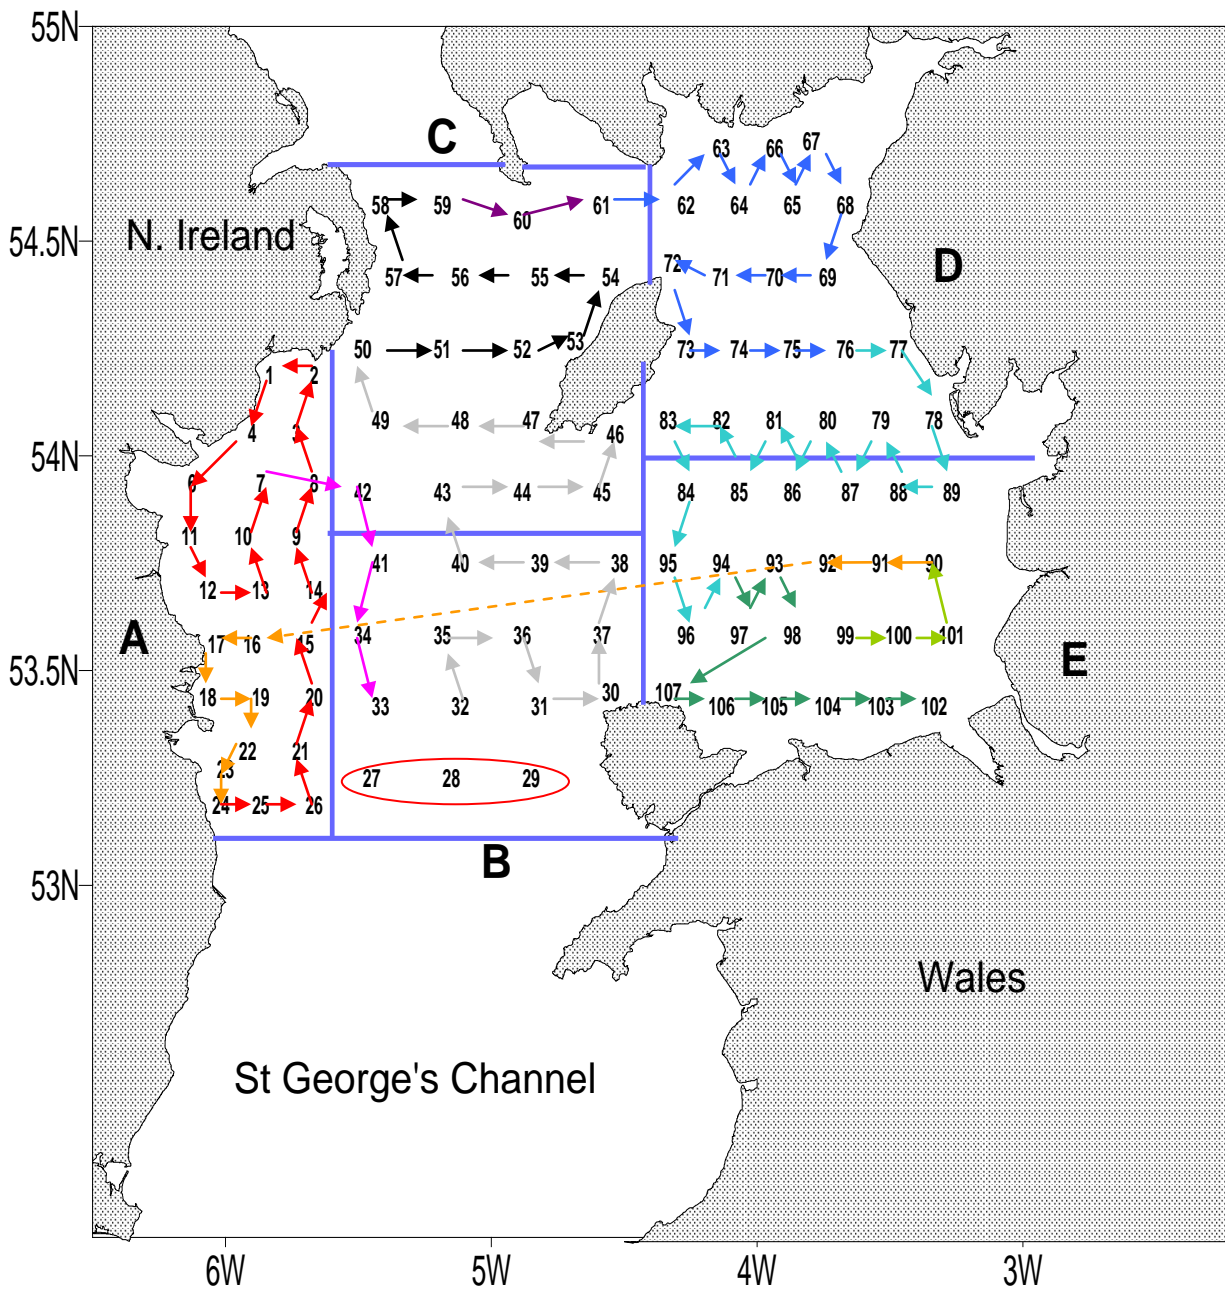 55N
C
63 66 67
58 59 60 61 62 64 65 68
N. Ireland
54.5N
57 56 55 54 72 71 70 69
D
50 51 52 53 73 74 75 76 77
1 2
4 3 49 48 47 46 83 82 81 80 79 78
54N
6 7 8 42 43 44 45 84 85 86 87 88 89
11 10 9
41 40 39 38 95 94 93 92 91 90
12 13 14
A
17 16 15 34 35 36 37 96 97 98 99 100 101
E
53.5N
18 19 20 33 32 31 30 107 106 105 104 103 102
22 21
23
27 28 29
24 25 26
B
53N
Wales
St George's Channel
6W 5W 4W 3W